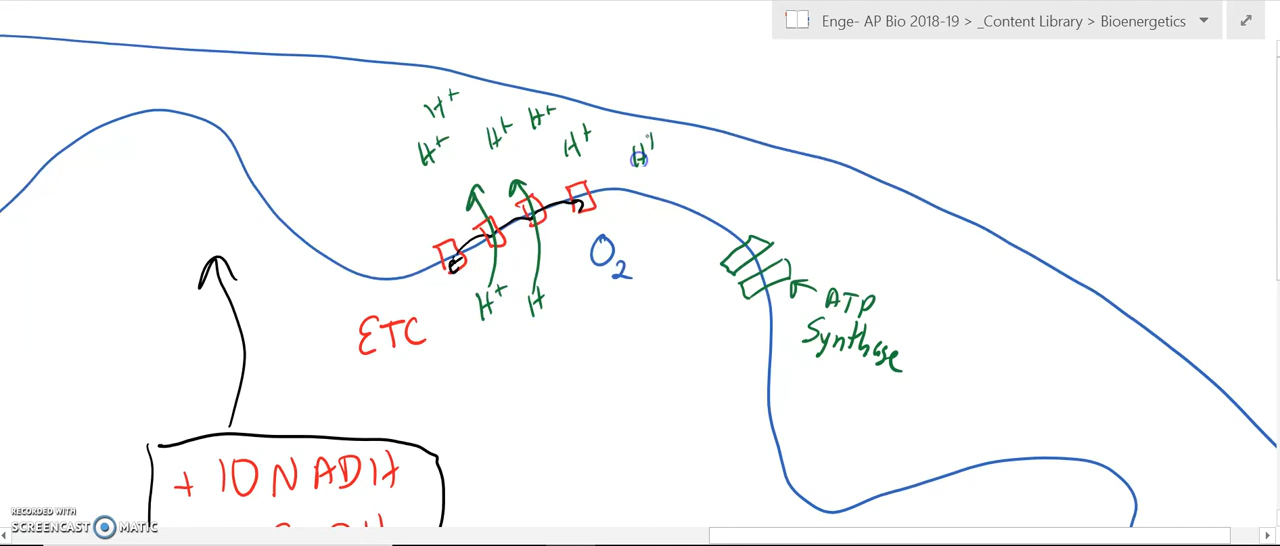 Enge- AP Bio 2018-19 > _Content Library > Bioenergetics
H+
H+ H+ H+ H+ H+
O2
H+ H
ETC
ATP
Synthase
+ 10 NADH
RECORDED WITH
SCREENCAST MATIC